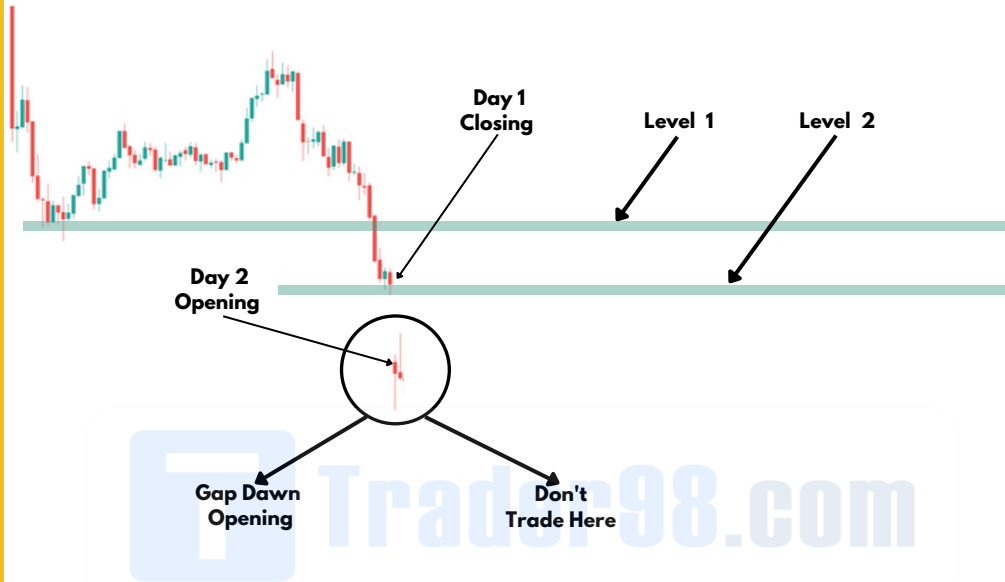 Day 1
Closing
Level 1
Level 2
Day 2
Opening
Gap Dawn
Opening
Don't
Trade Here
T
Trader98.com